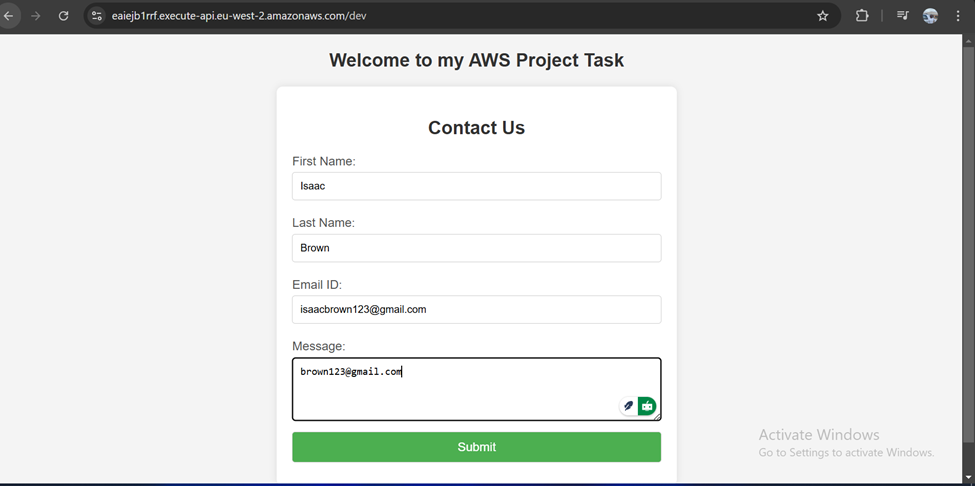 eaiejb1rrf.execute-api.eu-west-2.amazonaws.com/dev
Welcome to my AWS Project Task
Contact Us
First Name:
Isaac
Last Name:
Brown
Email ID:
isaacbrown123@gmail.com
Message:
brown123@gmail.com
Submit
Activate Windows
Go to Settings to activate Windows.